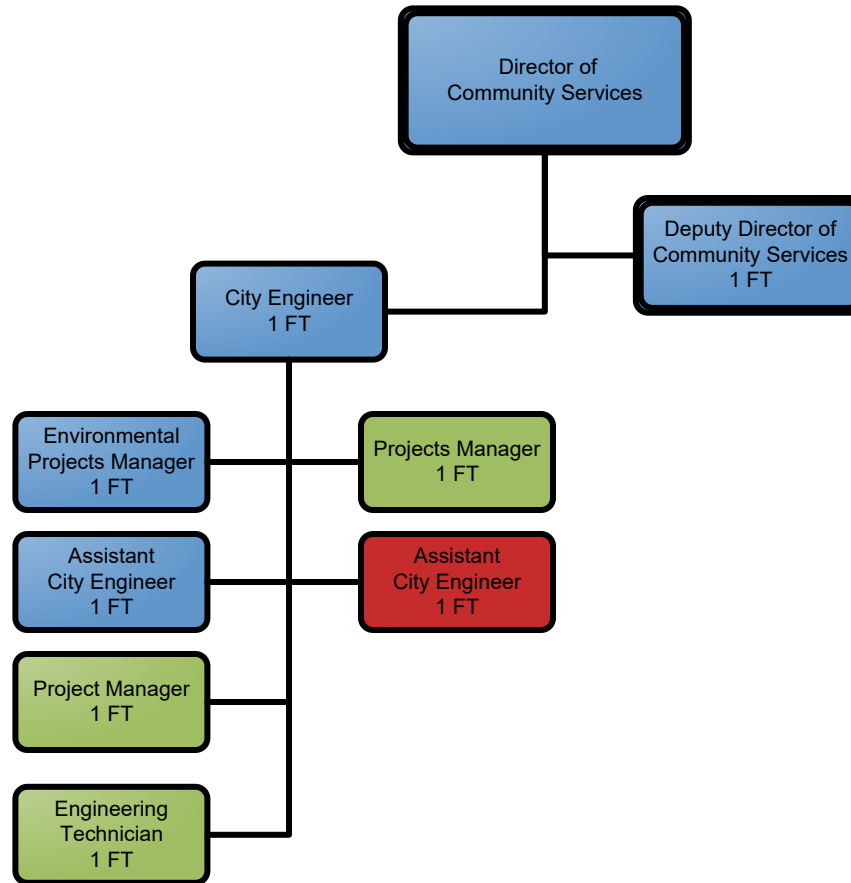 Director of
Community Services
Deputy Director of
Community Services
1 FT
City Engineer
1 FT
Environmental
Projects Manager
1 FT
Projects Manager
1 FT
Assistant
City Engineer
1 FT
Assistant
City Engineer
1 FT
Project Manager
1 FT
Engineering
Technician
1 FT